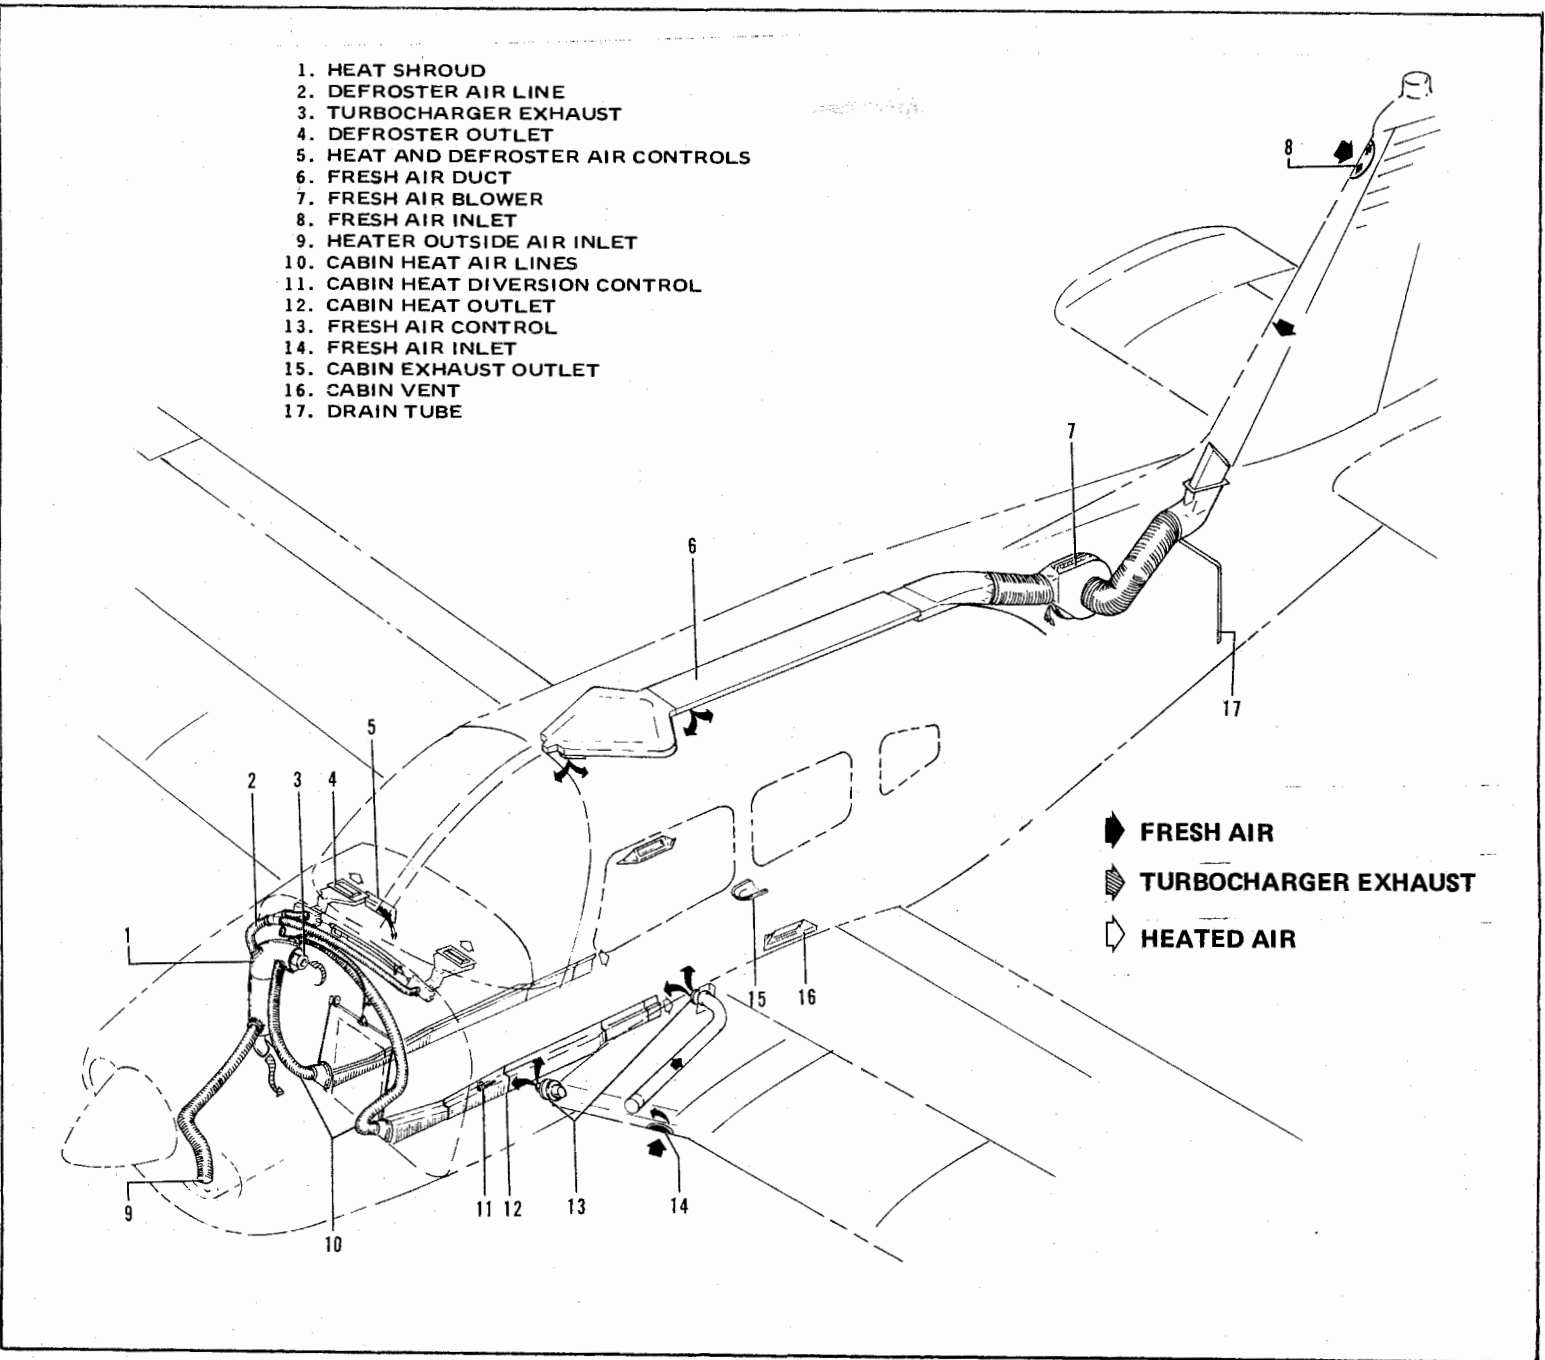 1. HEAT SHROUD
2. DEFROSTER AIR LINE
3. TURBOCHARGER EXHAUST
4. DEFROSTER OUTLET
5. HEAT AND DEFROSTER AIR CONTROLS
6. FRESH AIR DUCT
7. FRESH AIR BLOWER
8. FRESH AIR INLET
9. HEATER OUTSIDE AIR INLET
10. CABIN HEAT AIR LINES
11. CABIN HEAT DIVERSION CONTROL
12. CABIN HEAT OUTLET
13. FRESH AIR CONTROL
14. FRESH AIR INLET
15. CABIN EXHAUST OUTLET
16. CABIN VENT
17. DRAIN TUBE
8
7
6
17
5
2 3 4
FRESH AIR
TURBOCHARGER EXHAUST
HEATED AIR
1
15 16
9
11 12 13 14
10